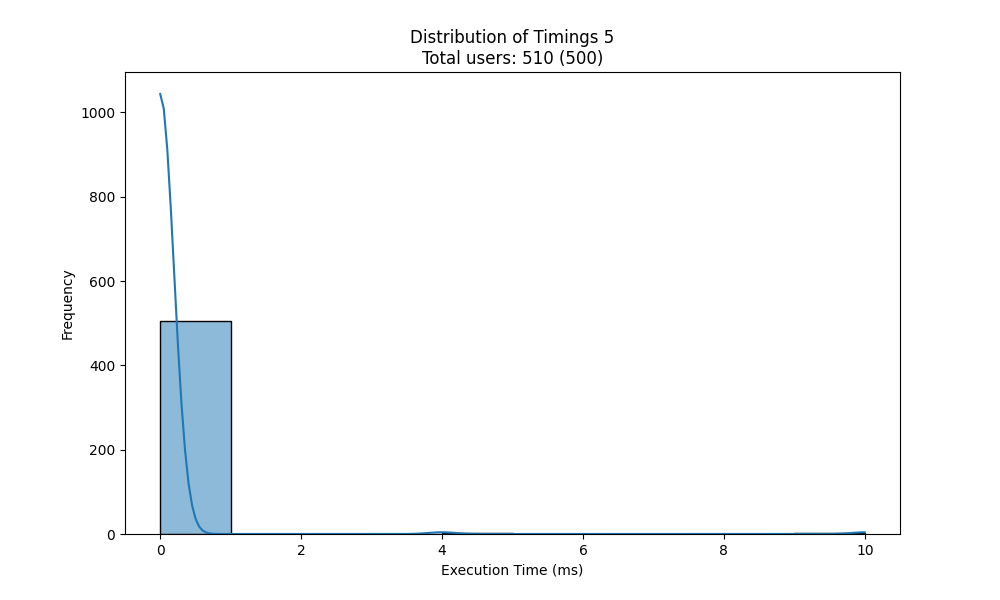 Distribution of Timings 5
Total users: 510 (500)
Frequency
1000
800
600
400
200
0
0 2 4 6 8 10
Execution Time (ms)